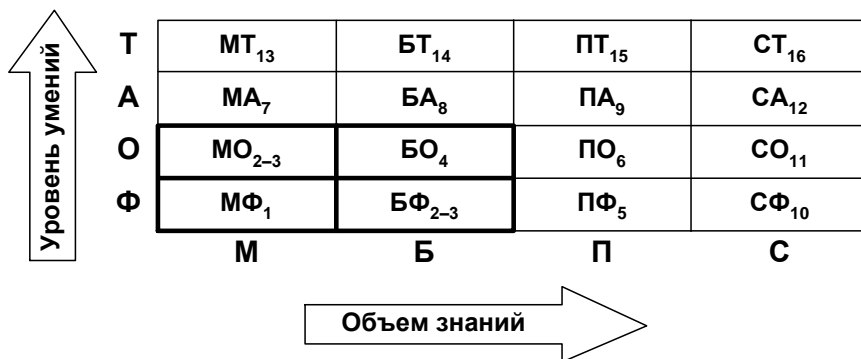 Уровень умений
Т МТ13 БТ14 ПТ15 СТ16
А МА7 БА8 ПА9 СА12
О МО2–3 БО4 ПО6 СО11
Ф МФ1 БФ2–3 ПФ5 СФ10
М Б П С
Объем знаний